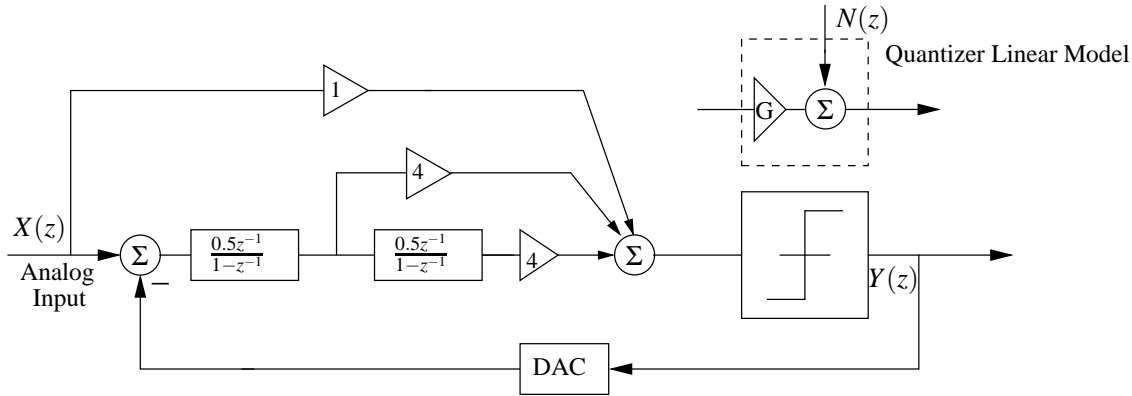 N(z)
Quantizer Linear Model
G
Σ
1
4
X(z)
Σ
0.5z⁻¹
1−z⁻¹
0.5z⁻¹
1−z⁻¹
4
Σ
Analog
Input
−
Y(z)
DAC